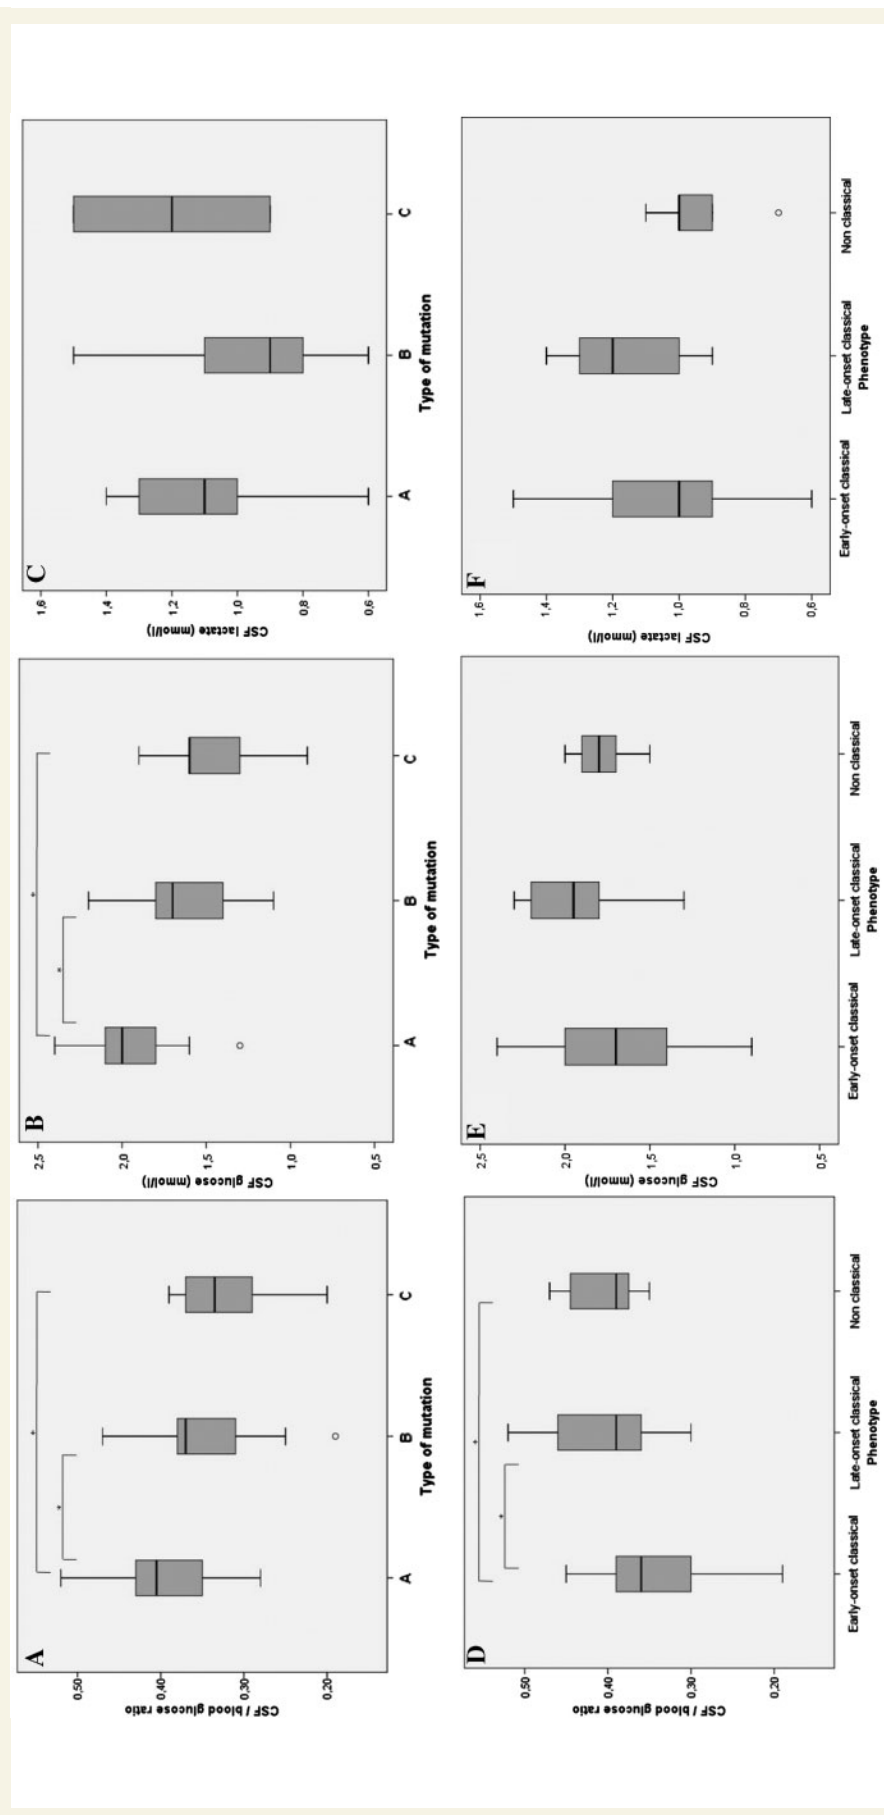 A
CSF / blood glucose ratio
0,50
0,40
0,30
0,20
*
*
A
B
C
Type of mutation
B
CSF glucose (mmol/l)
2,5
2,0
1,5
1,0
0,5
*
*
A
B
C
Type of mutation
C
CSF lactate (mmol/l)
1,6
1,4
1,2
1,0
0,8
0,6
A
B
C
Type of mutation
D
CSF / blood glucose ratio
0,50
0,40
0,30
0,20
*
*
Early-onset classical
Late-onset classical
Non classical
Phenotype
E
CSF glucose (mmol/l)
2,5
2,0
1,5
1,0
0,5
Early-onset classical
Late-onset classical
Non classical
Phenotype
F
CSF lactate (mmol/l)
1,6
1,4
1,2
1,0
0,8
0,6
Early-onset classical
Late-onset classical
Non classical
Phenotype